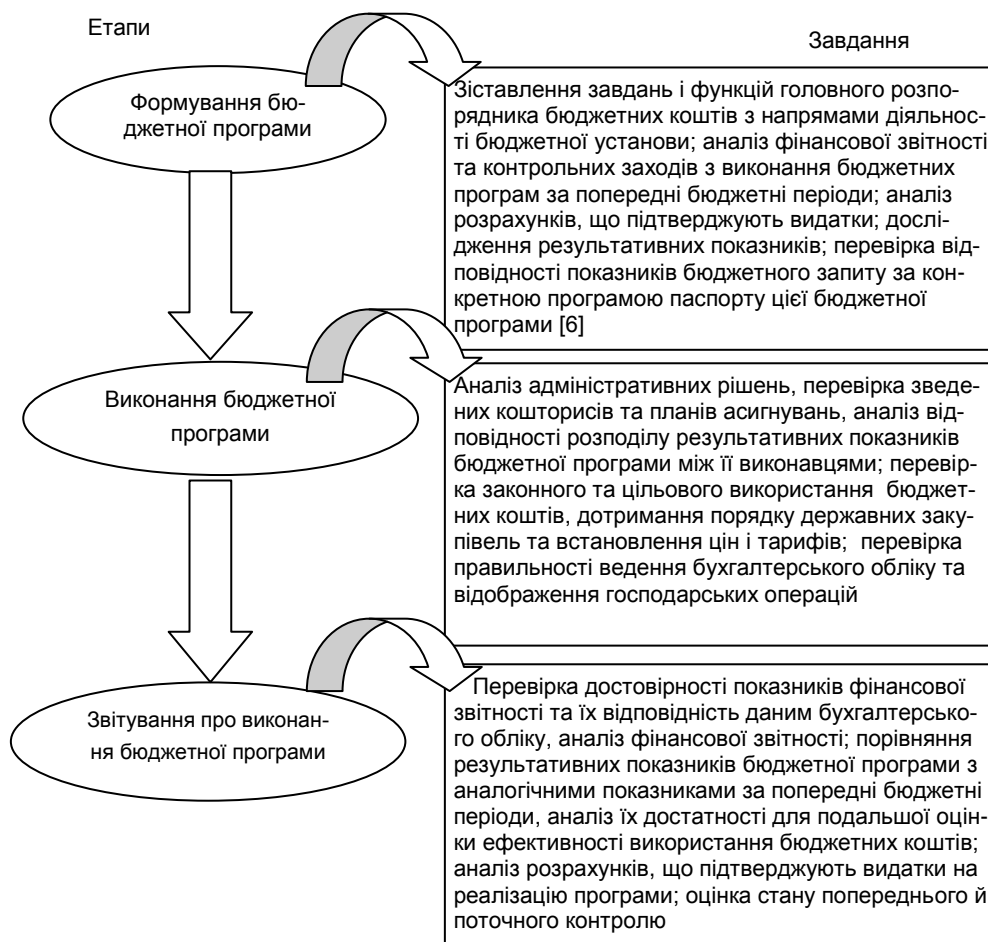 Етапи
Завдання
Формування бю-
джетної програми
Зіставлення завдань і функцій головного розпо-
рядника бюджетних коштів з напрямами діяльнос-
ті бюджетної установи; аналіз фінансової звітності
та контрольних заходів з виконання бюджетних
програм за попередні бюджетні періоди; аналіз
розрахунків, що підтверджують видатки; дослі-
дження результативних показників; перевірка від-
повідності показників бюджетного запиту за кон-
кретною програмою паспорту цієї бюджетної
програми [6]
Виконання бюджетної
програми
Аналіз адміністративних рішень, перевірка зведе-
них кошторисів та планів асигнувань, аналіз від-
повідності розподілу результативних показників
бюджетної програми між її виконавцями; перевір-
ка законного та цільового використання бюджет-
них коштів, дотримання порядку державних заку-
півель та встановлення цін і тарифів; перевірка
правильності ведення бухгалтерського обліку та
відображення господарських операцій
Звітування про виконан-
ня бюджетної програми
Перевірка достовірності показників фінансової
звітності та їх відповідність даним бухгалтерсько-
го обліку, аналіз фінансової звітності; порівняння
результативних показників бюджетної програми з
аналогічними показниками за попередні бюджетні
періоди, аналіз їх достатності для подальшої оцін-
ки ефективності використання бюджетних коштів;
аналіз розрахунків, що підтверджують видатки на
реалізацію програми; оцінка стану попереднього й
поточного контролю